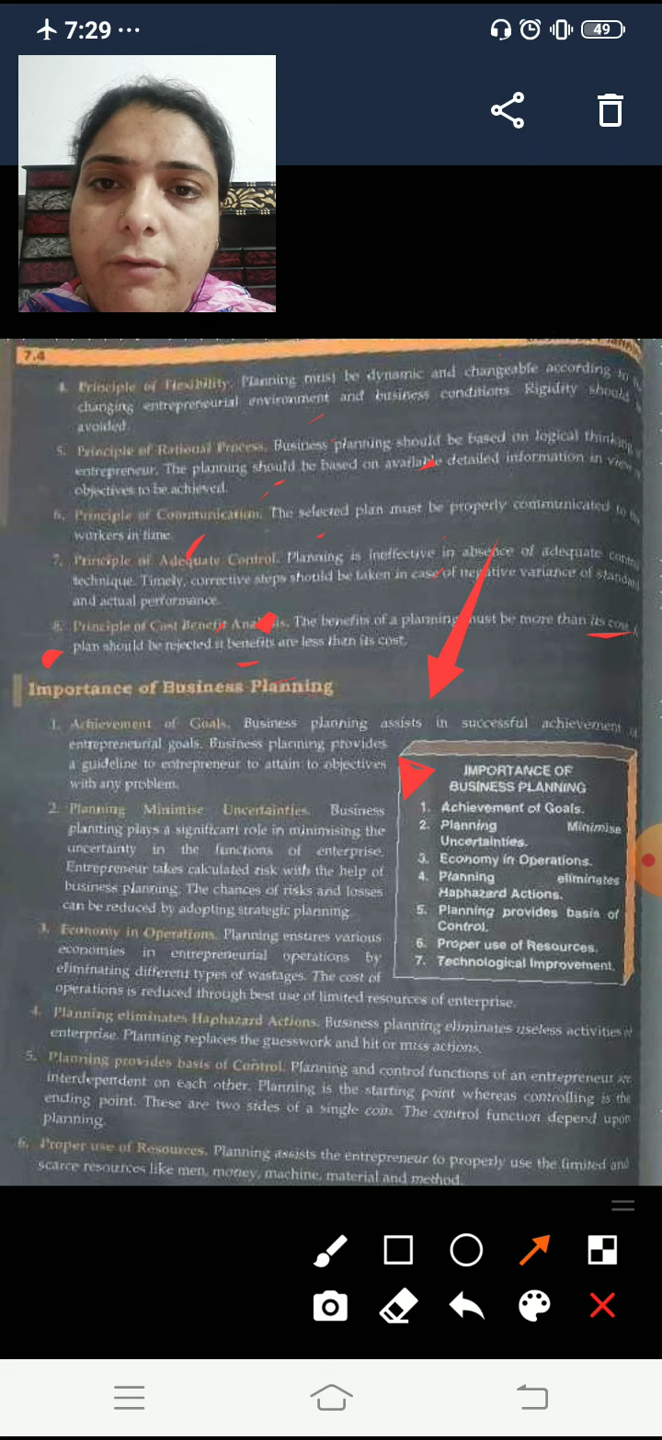 7:29
49
7.4
4. Principle of Flexibility. Planning must be dynamic and changeable according to
changing entrepreneurial environment and business conditions. Rigidity should
avoided.
5. Principle of Rational Process. Business planning should be based on logical thinking
entrepreneur. The planning should be based on available detailed information in view
objectives to be achieved.
6. Principle of Communication. The selected plan must be properly communicated to
workers in time.
7. Principle of Adequate Control. Planning is ineffective in absence of adequate
technique. Timely, corrective steps should be taken in case of negative variance of
and actual performance.
8. Principle of Cost Benefit Analysis. The benefits of a planning must be more than its cost.
plan should be rejected if benefits are less than its cost.
Importance of Business Planning
1. Achievement of Goals. Business planning assists in successful achievement
entrepreneurial goals. Business planning provides
a guideline to entrepreneur to attain to objectives
with any problem.
2. Planning Minimise Uncertainties. Business
planning plays a significant role in minimising the
uncertainty in the functions of enterprise.
Entrepreneur takes calculated risk with the help of
business planning. The chances of risks and losses
can be reduced by adopting strategic planning.
3. Economy in Operations. Planning ensures various
economies in entrepreneurial operations by
eliminating different types of wastages. The cost of
operations is reduced through best use of limited resources of enterprise.
IMPORTANCE OF
BUSINESS PLANNING
1. Achievement of Goals.
2. Planning Minimise
Uncertainties.
3. Economy in Operations.
4. Planning eliminates
Haphazard Actions.
5. Planning provides basis of
Control.
6. Proper use of Resources.
7. Technological Improvement.
4. Planning eliminates Haphazard Actions. Business planning eliminates useless activities of
enterprise. Planning replaces the guesswork and hit or miss actions.
5. Planning provides basis of Control. Planning and control functions of an entrepreneur are
interdependent on each other. Planning is the starting point whereas controlling is the
ending point. These are two sides of a single coin. The control function depend upon
planning.
6. Proper use of Resources. Planning assists the entrepreneur to properly use the limited and
scarce resources like men, money, machine, material and method.